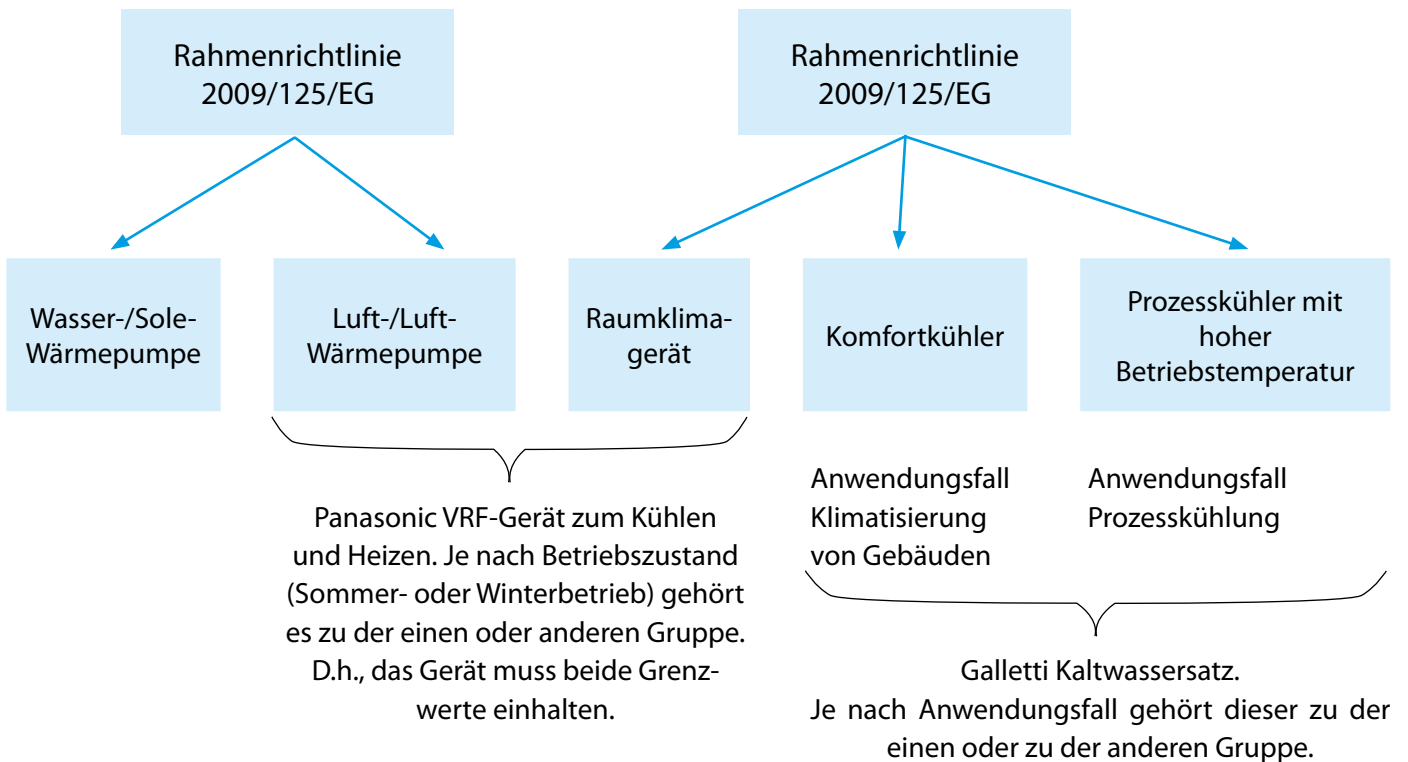 Rahmenrichtlinie
2009/125/EG
Rahmenrichtlinie
2009/125/EG
Wasser-/Sole-
Wärmepumpe
Luft-/Luft-
Wärmepumpe
Raumklima-
gerät
Komfortkühler
Prozesskühler mit
hoher
Betriebstemperatur
Panasonic VRF-Gerät zum Kühlen
und Heizen. Je nach Betriebszustand
(Sommer- oder Winterbetrieb) gehört
es zu der einen oder anderen Gruppe.
D.h., das Gerät muss beide Grenz-
werte einhalten.
Anwendungsfall
Klimatisierung
von Gebäuden
Anwendungsfall
Prozesskühlung
Galletti Kaltwassersatz.
Je nach Anwendungsfall gehört dieser zu der
einen oder zu der anderen Gruppe.